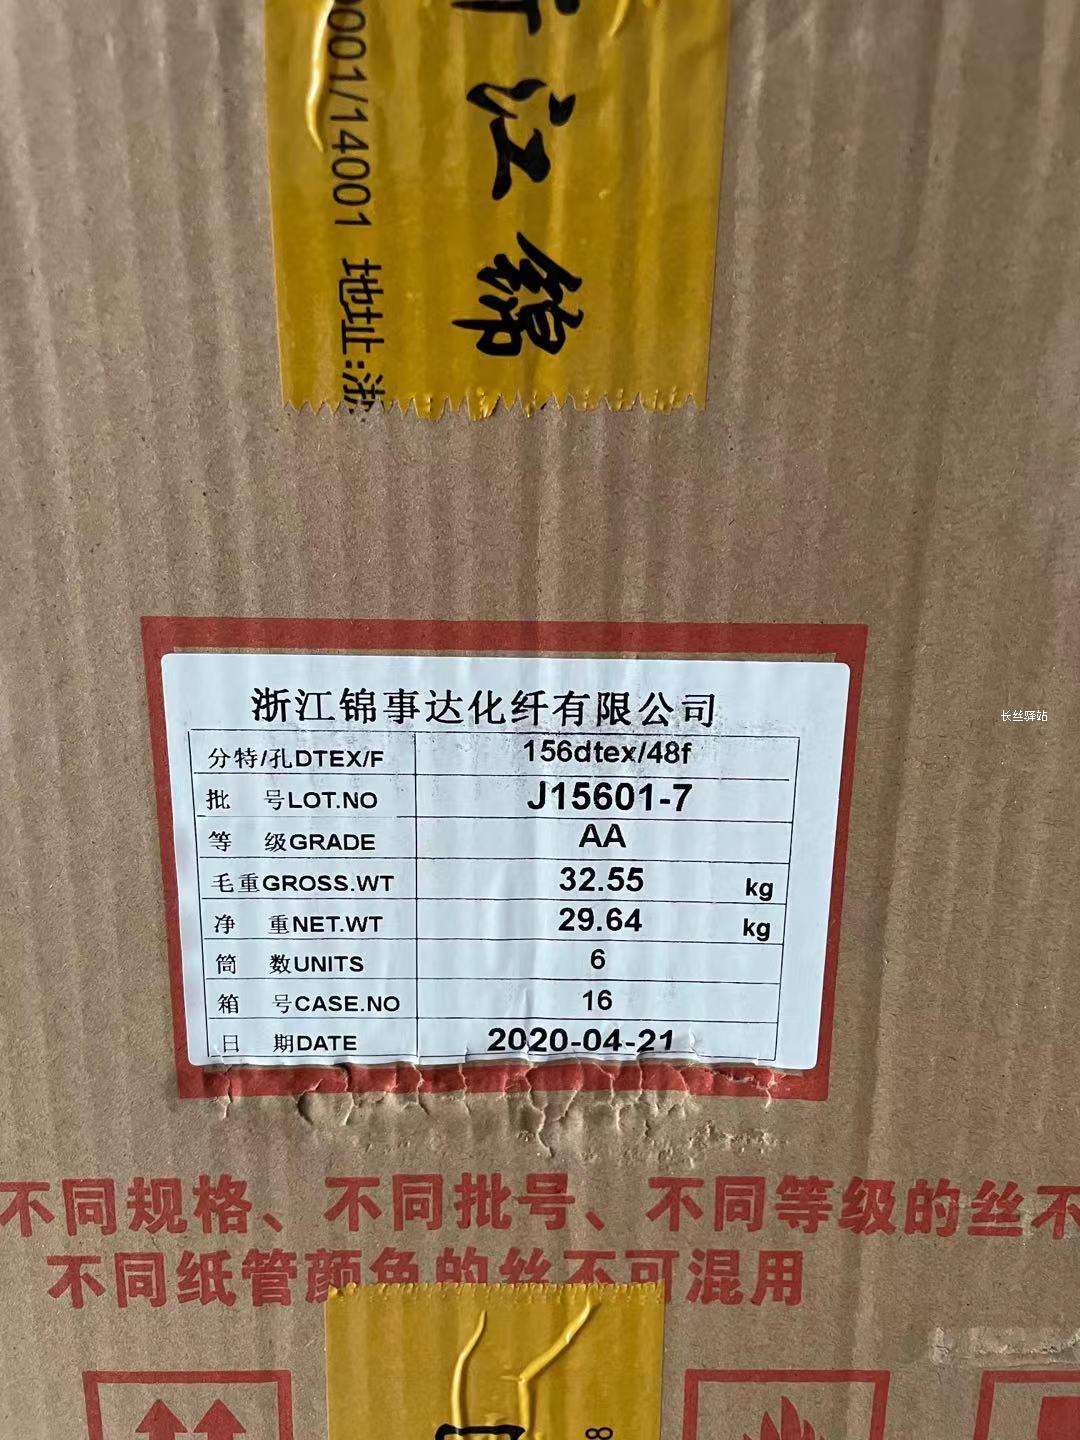 0001/14001 地址:浙
江锦
浙江锦事达化纤有限公司
分特/孔DTEX/F 156dtex/48f
批 号LOT.NO J15601-7
等 级GRADE AA
毛重GROSS.WT 32.55 kg
净 重NET.WT 29.64 kg
筒 数UNITS 6
箱 号CASE.NO 16
日 期DATE 2020-04-21
长丝驿站
不同规格、不同批号、不同等级的丝不
不同纸管颜色的丝不可混用
8